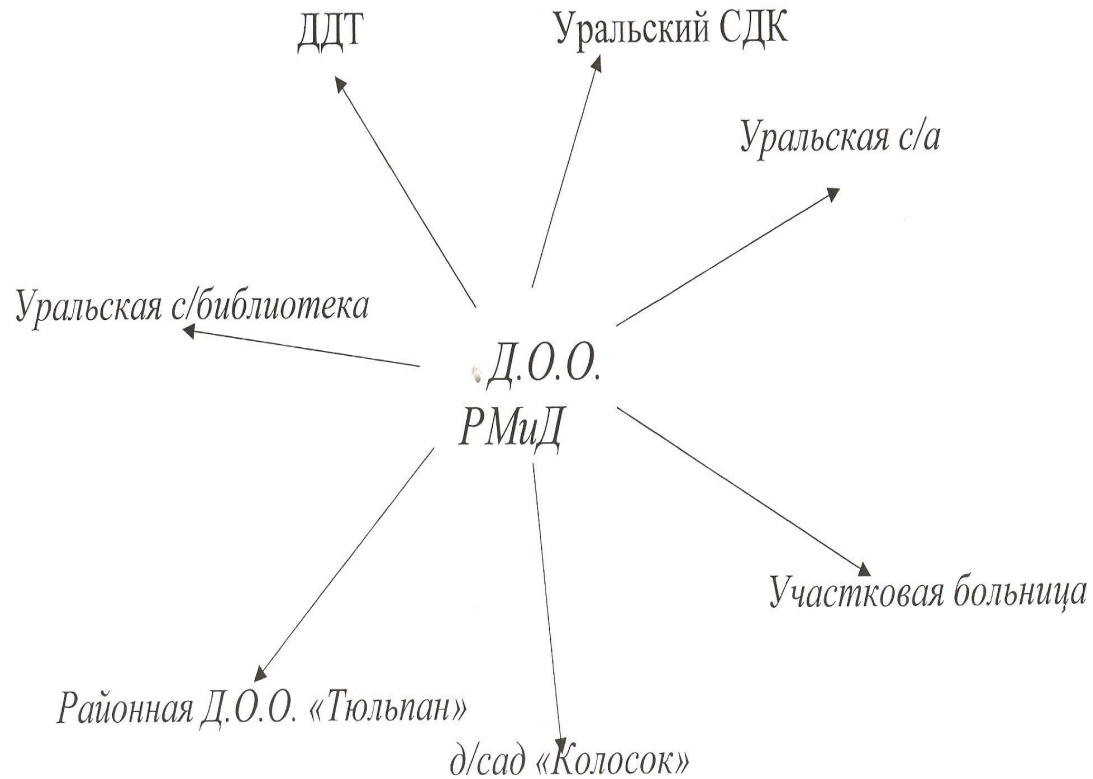 ДДТ
Уральский СДК
Уральская с/а
Уральская с/библиотека
Д.О.О.
РМиД
Участковая больница
Районная Д.О.О. «Тюльпан»
д/сад «Колосок»